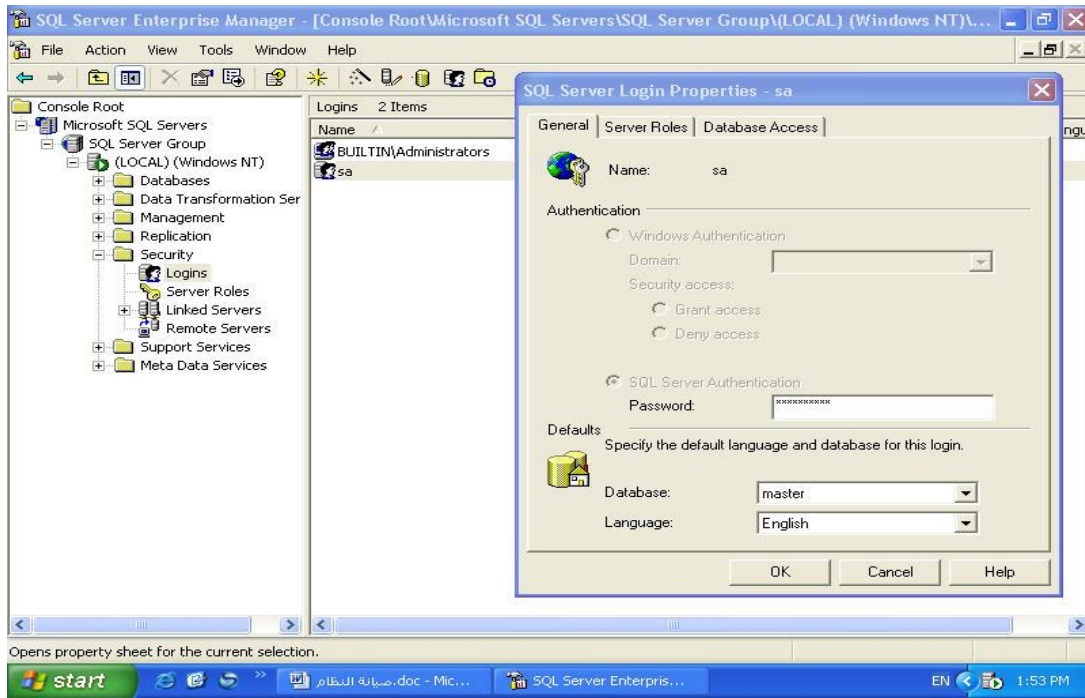 SQL Server Enterprise Manager - [Console Root\Microsoft SQL Servers\SQL Server Group\(LOCAL) (Windows NT)\...
File Action View Tools Window Help
Console Root
Microsoft SQL Servers
SQL Server Group
(LOCAL) (Windows NT)
Databases
Data Transformation Ser
Management
Replication
Security
Logins
Server Roles
Linked Servers
Remote Servers
Support Services
Meta Data Services
Logins 2 Items
Name
BUILTIN\Administrators
sa
SQL Server Login Properties - sa
General Server Roles Database Access
Name: sa
Authentication
Windows Authentication
Domain:
Security access:
Grant access
Deny access
SQL Server Authentication
Password: **********
Defaults
Specify the default language and database for this login.
Database: master
Language: English
OK Cancel Help
Opens property sheet for the current selection.
start صيانة النظام.doc - Mic... SQL Server Enterpris... EN 1:53 PM